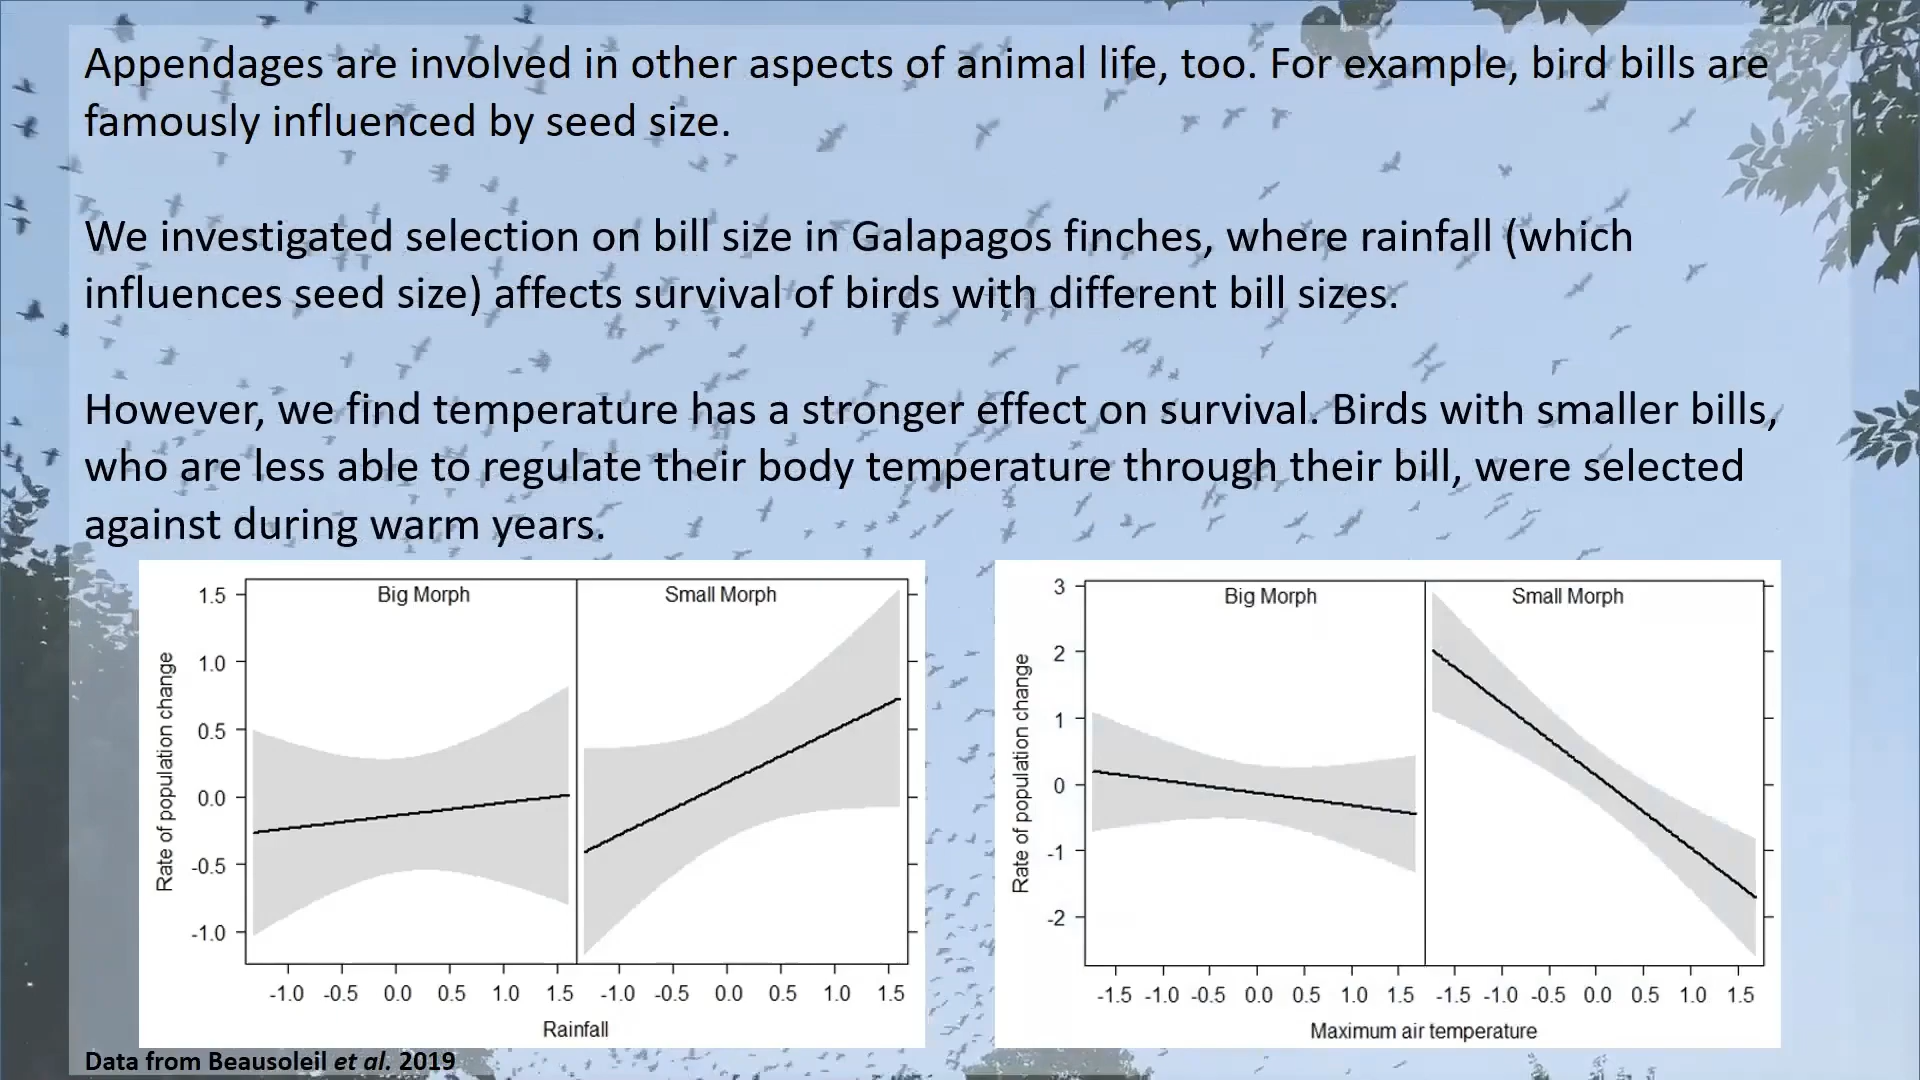 Appendages are involved in other aspects of animal life, too. For example, bird bills are
famously influenced by seed size.
We investigated selection on bill size in Galapagos finches, where rainfall (which
influences seed size) affects survival of birds with different bill sizes.
However, we find temperature has a stronger effect on survival. Birds with smaller bills,
who are less able to regulate their body temperature through their bill, were selected
against during warm years.
Big Morph Small Morph
Rate of population change
1.5
1.0
0.5
0.0
-0.5
-1.0
-1.0 -0.5 0.0 0.5 1.0 1.5 -1.0 -0.5 0.0 0.5 1.0 1.5
Rainfall
Big Morph Small Morph
Rate of population change
3
2
1
0
-1
-2
-1.5 -1.0 -0.5 0.0 0.5 1.0 1.5 -1.5 -1.0 -0.5 0.0 0.5 1.0 1.5
Maximum air temperature
Data from Beausoleil et al. 2019